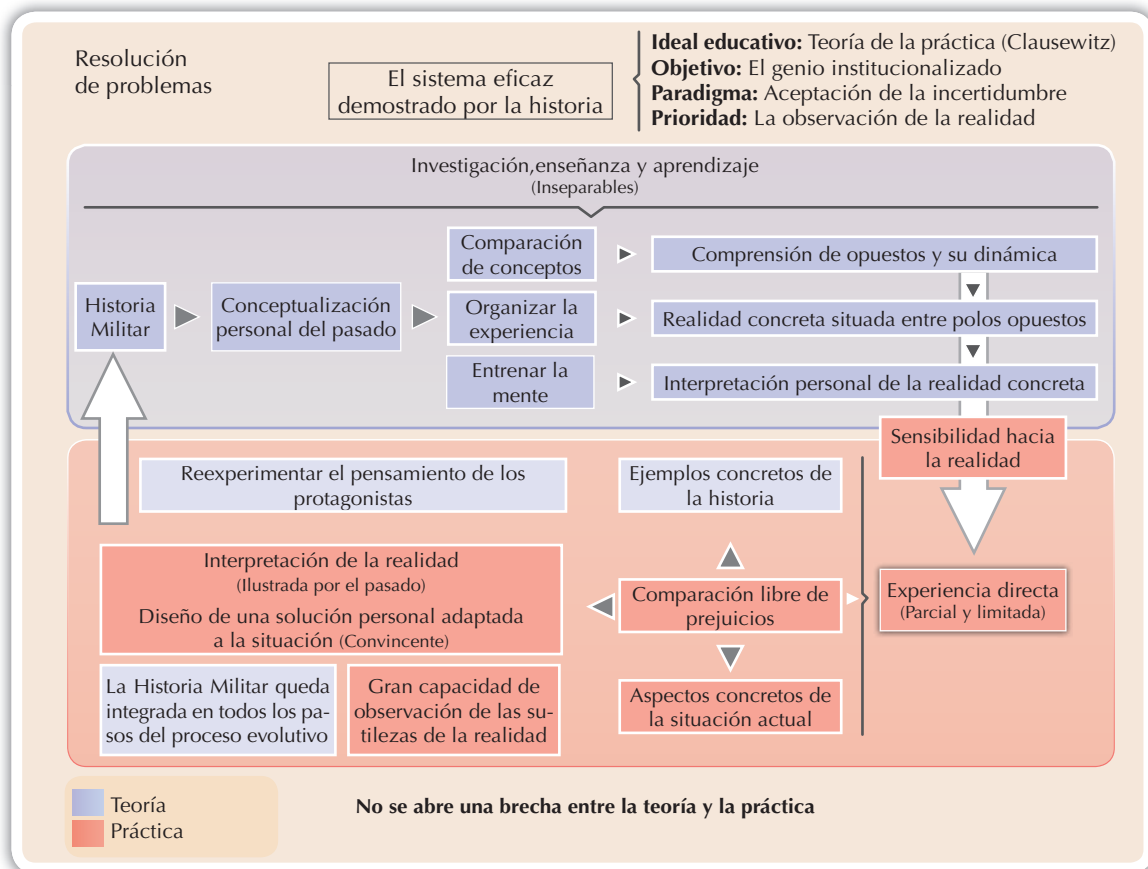 Resolución
de problemas
El sistema eficaz
demostrado por la historia
Ideal educativo: Teoría de la práctica (Clausewitz)
Objetivo: El genio institucionalizado
Paradigma: Aceptación de la incertidumbre
Prioridad: La observación de la realidad
Investigación,enseñanza y aprendizaje
(Inseparables)
Historia
Militar
Conceptualización
personal del pasado
Comparación
de conceptos
Comprensión de opuestos y su dinámica
Organizar la
experiencia
Realidad concreta situada entre polos opuestos
Entrenar la
mente
Interpretación personal de la realidad concreta
Sensibilidad hacia
la realidad
Reexperimentar el pensamiento de los
protagonistas
Ejemplos concretos de
la historia
Interpretación de la realidad
(Ilustrada por el pasado)
Diseño de una solución personal adaptada
a la situación (Convincente)
Comparación libre de
prejuicios
Experiencia directa
(Parcial y limitada)
La Historia Militar queda
integrada en todos los pa-
sos del proceso evolutivo
Gran capacidad de
observación de las su-
tilezas de la realidad
Aspectos concretos de
la situación actual
Teoría
Práctica
No se abre una brecha entre la teoría y la práctica